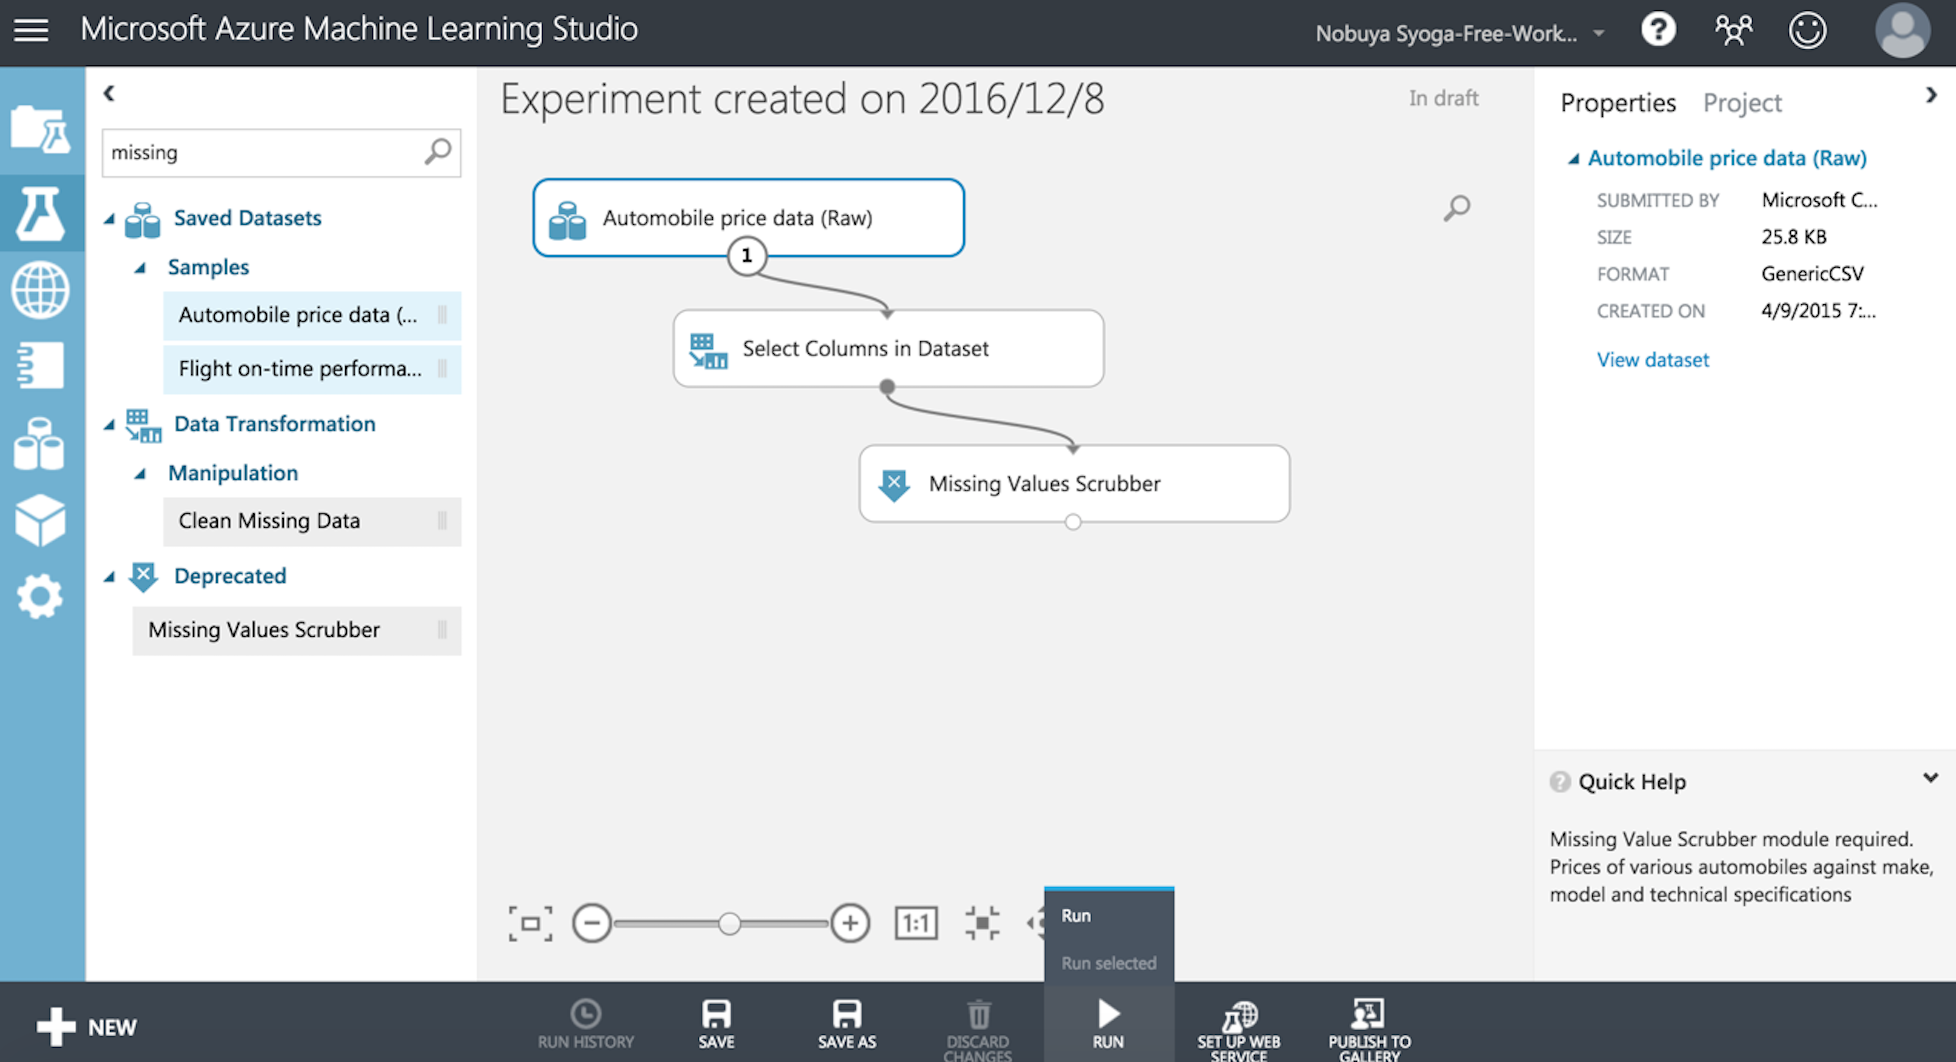 Microsoft Azure Machine Learning Studio
Nobuya Syoga-Free-Work...
?
missing
Saved Datasets
Samples
Automobile price data (...
Flight on-time performa...
Data Transformation
Manipulation
Clean Missing Data
Deprecated
Missing Values Scrubber
Experiment created on 2016/12/8
In draft
Automobile price data (Raw)
1
Select Columns in Dataset
Missing Values Scrubber
1:1
Run
Run selected
Properties
Project
Automobile price data (Raw)
SUBMITTED BY Microsoft C...
SIZE 25.8 KB
FORMAT GenericCSV
CREATED ON 4/9/2015 7:...
View dataset
? Quick Help
Missing Value Scrubber module required.
Prices of various automobiles against make,
model and technical specifications
NEW
RUN HISTORY
SAVE
SAVE AS
DISCARD
CHANGES
RUN
SET UP WEB
SERVICE
PUBLISH TO
GALLERY